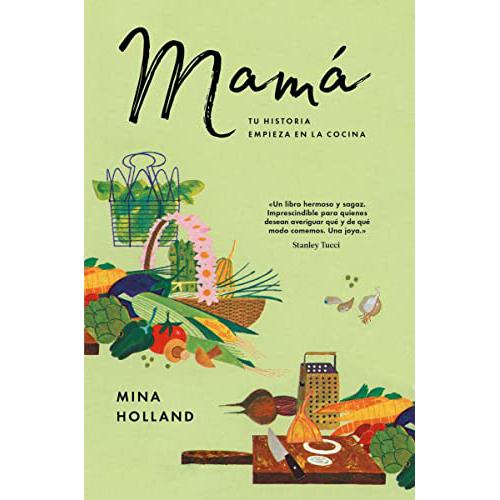 Mamá
TU HISTORIA
EMPIEZA EN LA COCINA
«Un libro hermoso y sagaz.
Imprescindible para quienes
desean averiguar qué y de qué
modo comemos. Una joya.»
Stanley Tucci
MINA
HOLLAND